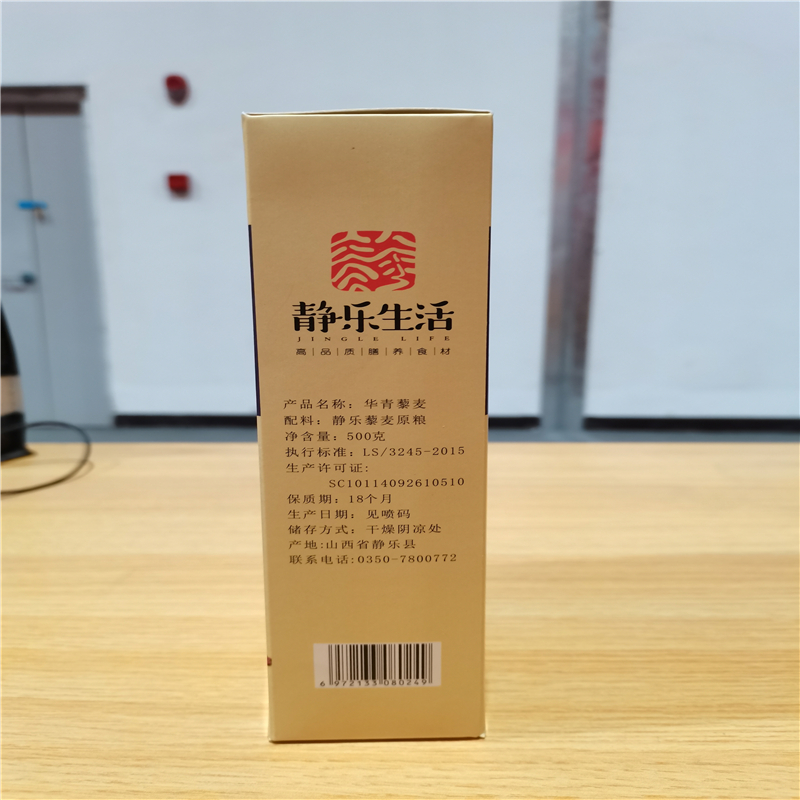 静乐生活
JINGLE LIFE
高|品|质|膳|养|食|材
产品名称：华青藜麦
配料：静乐藜麦原粮
净含量：500克
执行标准：LS/3245-2015
生产许可证：
SC10114092610510
保质期：18个月
生产日期：见喷码
储存方式：干燥阴凉处
产地:山西省静乐县
联系电话:0350-7800772
6 972133 080249